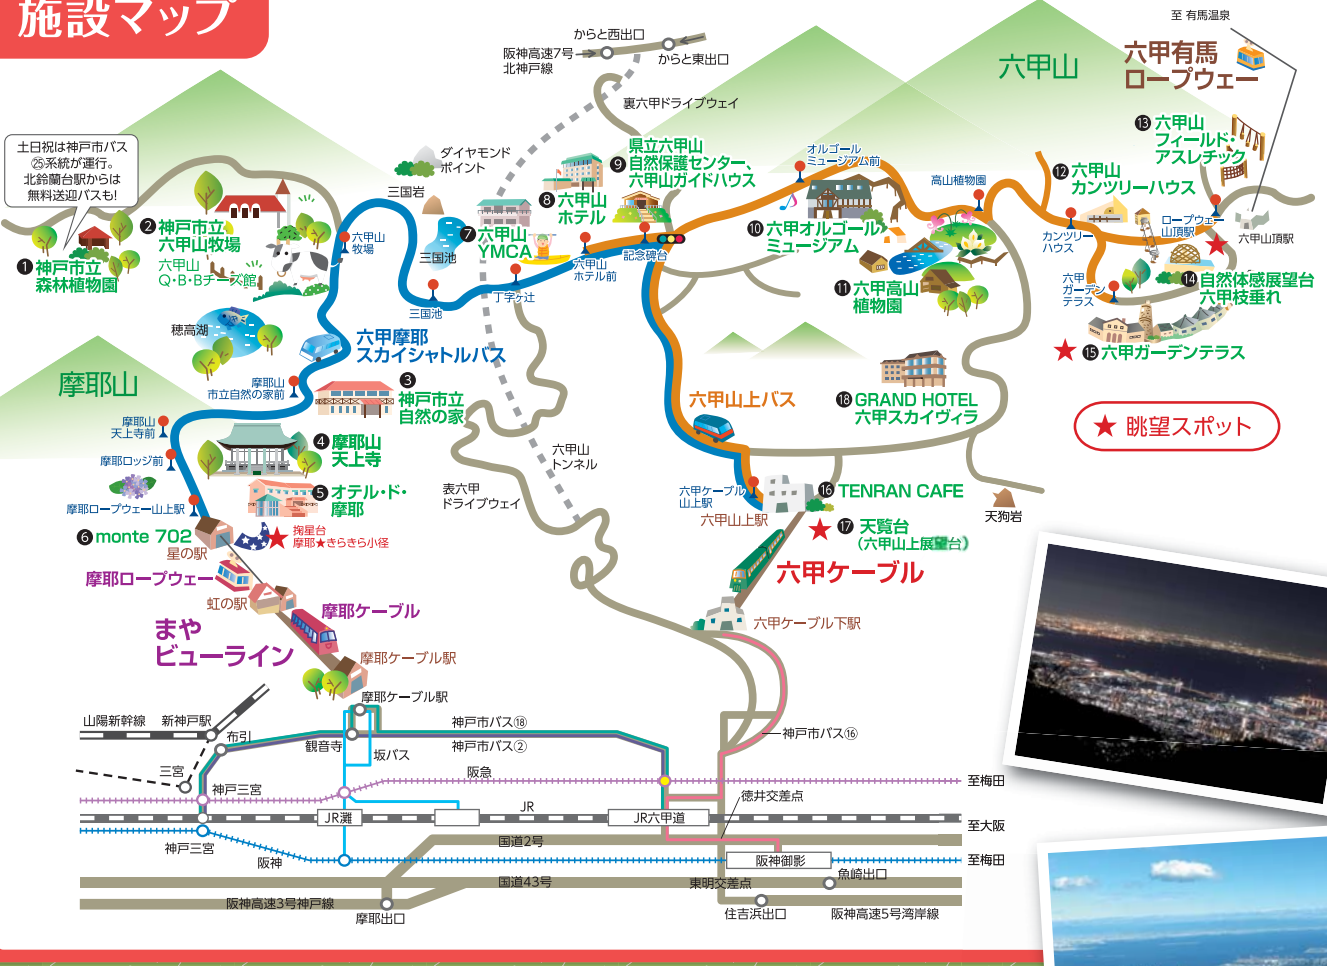 施設マップ
至 有馬温泉
六甲有馬
ロープウェー
六甲山
からと西出口
からと東出口
阪神高速7号
北神戸線
裏六甲ドライブウェイ
土日祝は神戸市バス
㉕系統が運行。
北鈴蘭台駅からは
無料送迎バスも!
❶神戸市立
森林植物園
❷神戸市立
六甲山牧場
六甲山
Q・B・Bチーズ館
穂高湖
ダイヤモンド
ポイント
三国岩
三国池
三国池
六甲山
牧場
❼六甲山
YMCA
丁字ヶ辻
❽六甲山
ホテル
六甲山
ホテル前
❾県立六甲山
自然保護センター、
六甲山ガイドハウス
記念碑台
オルゴール
ミュージアム前
❿六甲オルゴール
ミュージアム
高山植物園
⓫六甲高山
植物園
⓬六甲山
カンツリーハウス
カンツリー
ハウス
⓭六甲山
フィールド・
アスレチック
ロープウェー
山頂駅
六甲山頂駅
六甲
ガーデン
テラス
⓮自然体感展望台
六甲枝垂れ
★⓯六甲ガーデンテラス
★ 眺望スポット
六甲摩耶
スカイシャトルバス
摩耶山
摩耶山
市立自然の家前
❸
神戸市立
自然の家
摩耶山
天上寺前
❹摩耶山
天上寺
摩耶ロッジ前
❺オテル・ド・
摩耶
摩耶ロープウェー山上駅
❻monte 702
星の駅
★掬星台
摩耶★きらきら小径
摩耶ロープウェー
虹の駅
摩耶ケーブル
まや
ビューライン
摩耶ケーブル駅
六甲山
トンネル
表六甲
ドライブウェイ
六甲山上バス
⓲GRAND HOTEL
六甲スカイヴィラ
天狗岩
六甲ケーブル
山上駅
六甲山上駅
⓰TENRAN CAFE
★⓱天覧台
(六甲山上展望台)
六甲ケーブル
六甲ケーブル下駅
摩耶ケーブル駅
山陽新幹線
新神戸駅
布引
観音寺
坂バス
神戸市バス⑱
神戸市バス②
神戸市バス⑯
三宮
神戸三宮
阪急
至梅田
徳井交差点
JR
JR灘
JR六甲道
至大阪
神戸三宮
阪神
国道2号
阪神御影
至梅田
国道43号
東明交差点
魚崎出口
阪神高速3号神戸線
摩耶出口
住吉浜出口
阪神高速5号湾岸線